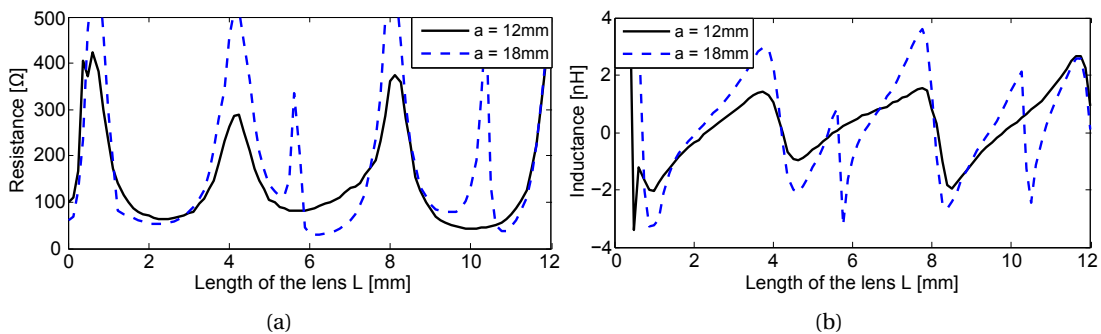 500
400
300
200
100
0
Resistance [Ω]
0 2 4 6 8 10 12
Length of the lens L [mm]
a = 12mm
a = 18mm
(a)
4
2
0
−2
−4
Inductance [nH]
0 2 4 6 8 10 12
Length of the lens L [mm]
a = 12mm
a = 18mm
(b)